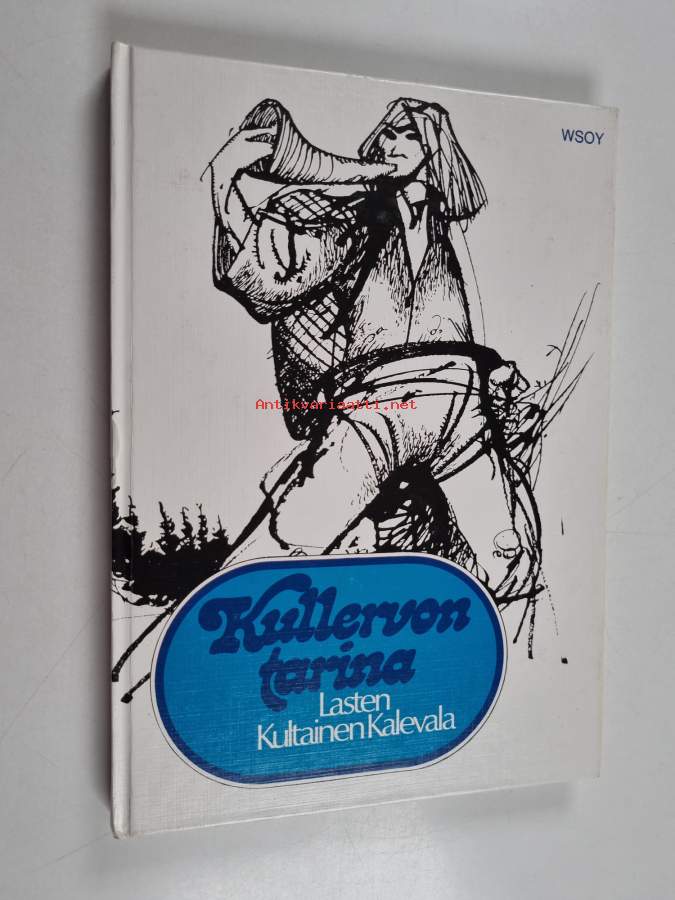 WSOY
Antikvariaatti.net
Kullervon
tarina
Lasten
Kultainen Kalevala